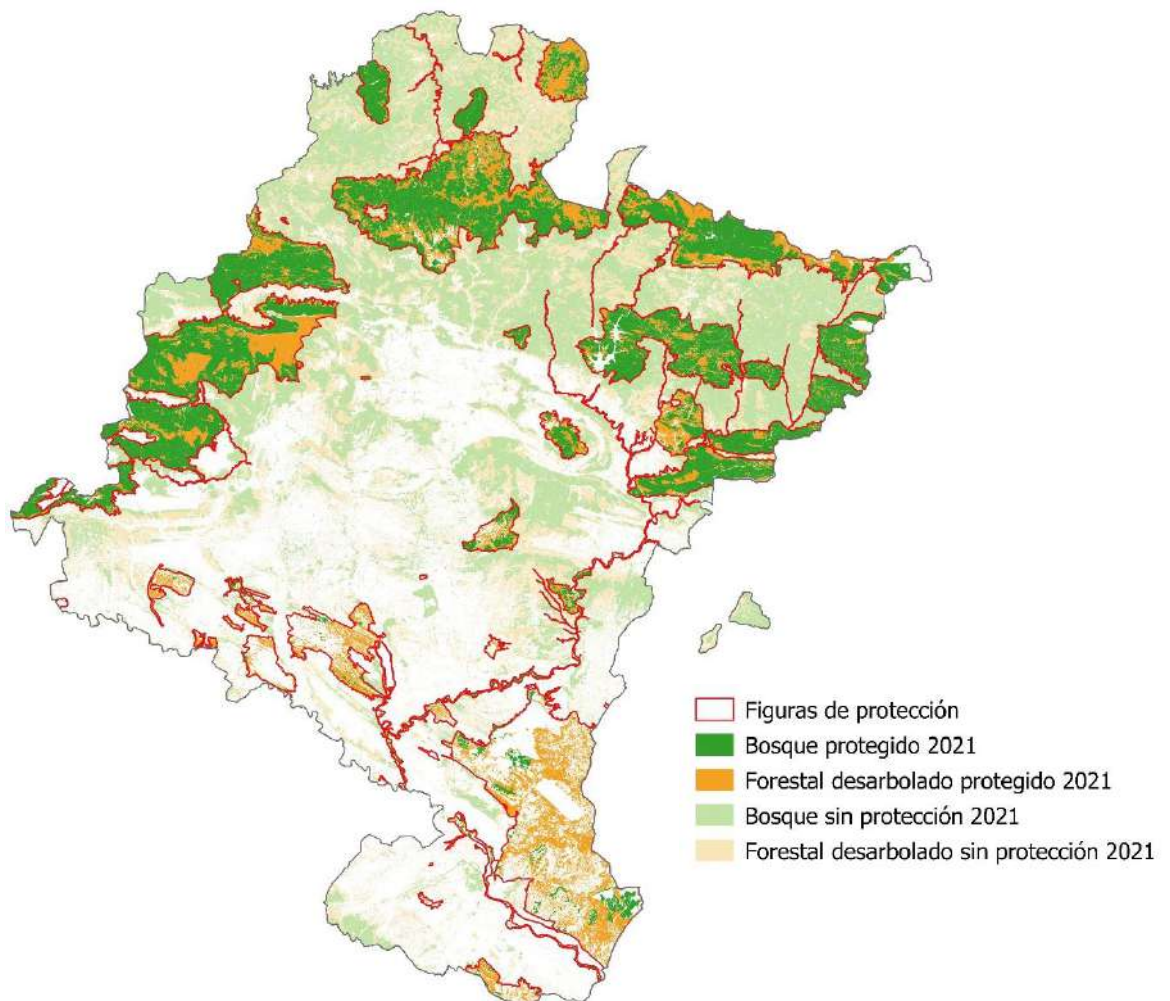 Figuras de protección
Bosque protegido 2021
Forestal desarbolado protegido 2021
Bosque sin protección 2021
Forestal desarbolado sin protección 2021